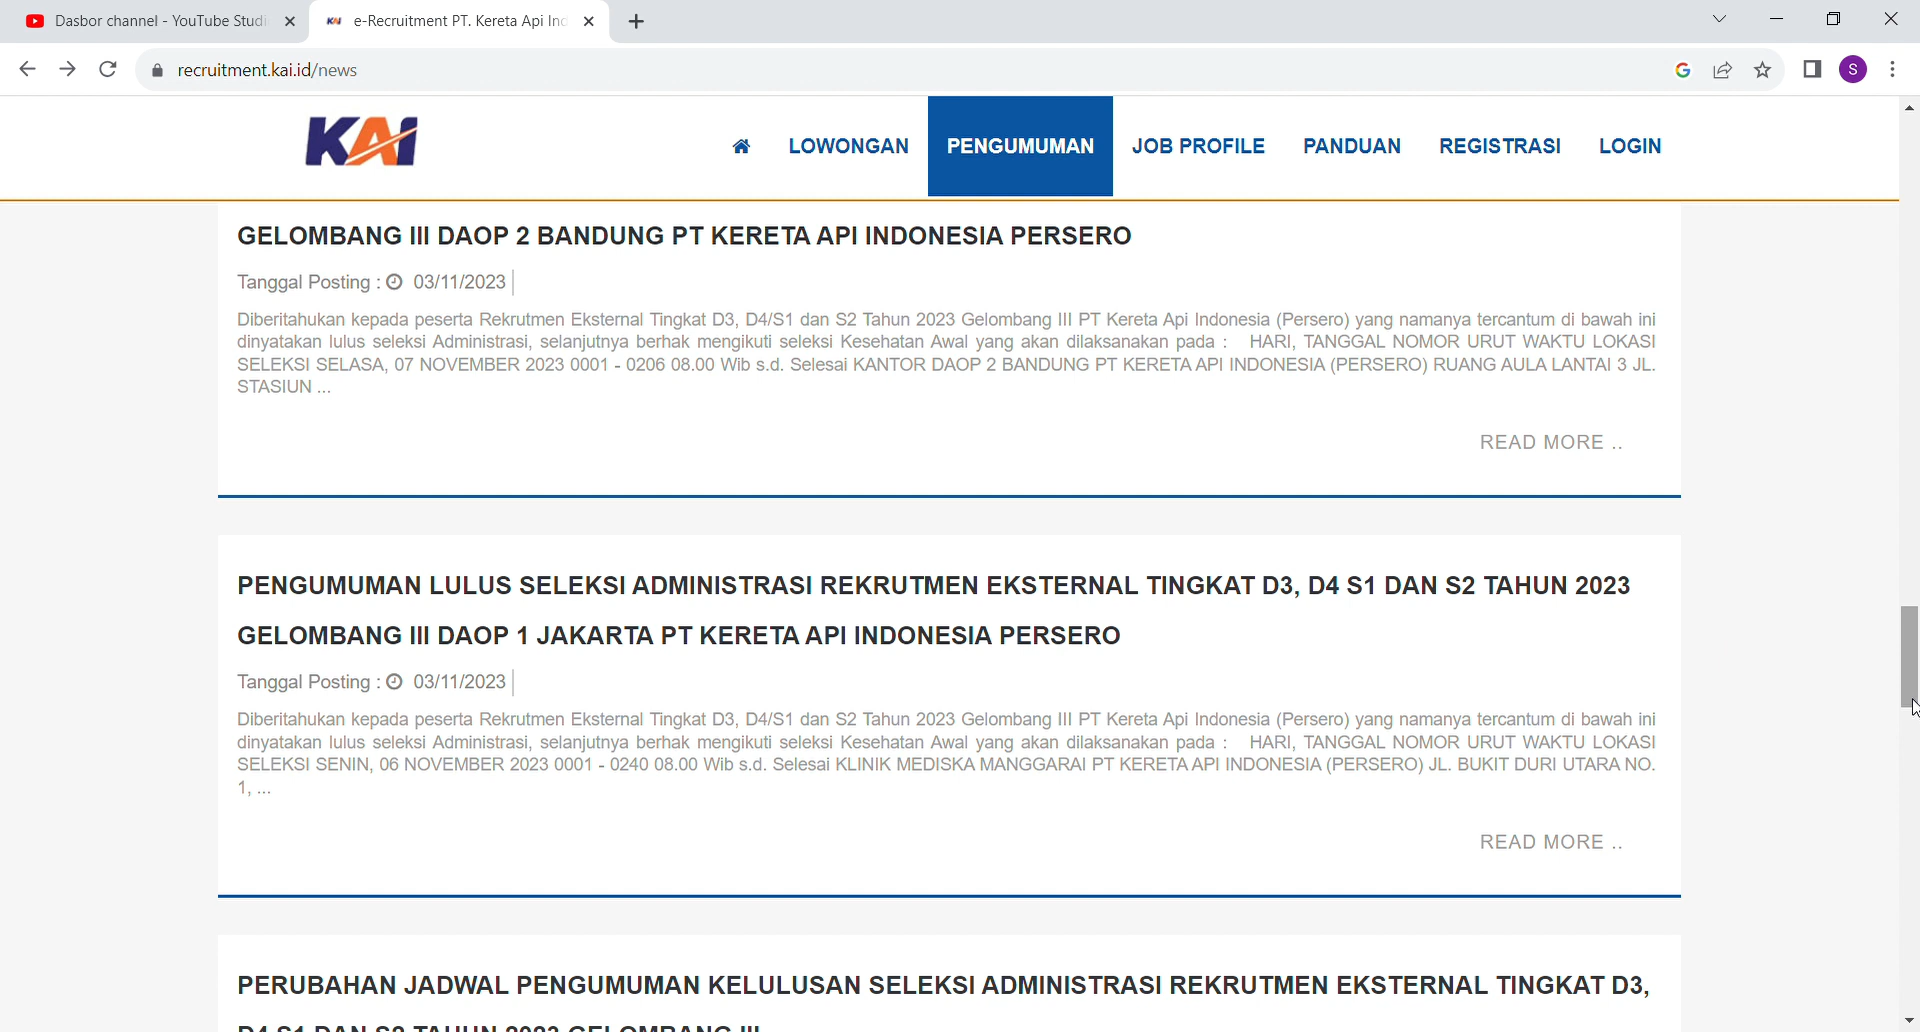 Dasbor channel - YouTube Studi
e-Recruitment PT. Kereta Api Ind
recruitment.kai.id/news
S
KAI
LOWONGAN PENGUMUMAN JOB PROFILE PANDUAN REGISTRASI LOGIN
GELOMBANG III DAOP 2 BANDUNG PT KERETA API INDONESIA PERSERO
Tanggal Posting : 03/11/2023
Diberitahukan kepada peserta Rekrutmen Eksternal Tingkat D3, D4/S1 dan S2 Tahun 2023 Gelombang III PT Kereta Api Indonesia (Persero) yang namanya tercantum di bawah ini
dinyatakan lulus seleksi Administrasi, selanjutnya berhak mengikuti seleksi Kesehatan Awal yang akan dilaksanakan pada : HARI, TANGGAL NOMOR URUT WAKTU LOKASI
SELEKSI SELASA, 07 NOVEMBER 2023 0001 - 0206 08.00 Wib s.d. Selesai KANTOR DAOP 2 BANDUNG PT KERETA API INDONESIA (PERSERO) RUANG AULA LANTAI 3 JL.
STASIUN ...
READ MORE ..
PENGUMUMAN LULUS SELEKSI ADMINISTRASI REKRUTMEN EKSTERNAL TINGKAT D3, D4 S1 DAN S2 TAHUN 2023
GELOMBANG III DAOP 1 JAKARTA PT KERETA API INDONESIA PERSERO
Tanggal Posting : 03/11/2023
Diberitahukan kepada peserta Rekrutmen Eksternal Tingkat D3, D4/S1 dan S2 Tahun 2023 Gelombang III PT Kereta Api Indonesia (Persero) yang namanya tercantum di bawah ini
dinyatakan lulus seleksi Administrasi, selanjutnya berhak mengikuti seleksi Kesehatan Awal yang akan dilaksanakan pada : HARI, TANGGAL NOMOR URUT WAKTU LOKASI
SELEKSI SENIN, 06 NOVEMBER 2023 0001 - 0240 08.00 Wib s.d. Selesai KLINIK MEDISKA MANGGARAI PT KERETA API INDONESIA (PERSERO) JL. BUKIT DURI UTARA NO.
1, ...
READ MORE ..
PERUBAHAN JADWAL PENGUMUMAN KELULUSAN SELEKSI ADMINISTRASI REKRUTMEN EKSTERNAL TINGKAT D3,
D4 S1 DAN S2 TAHUN 2023 GELOMBANG III